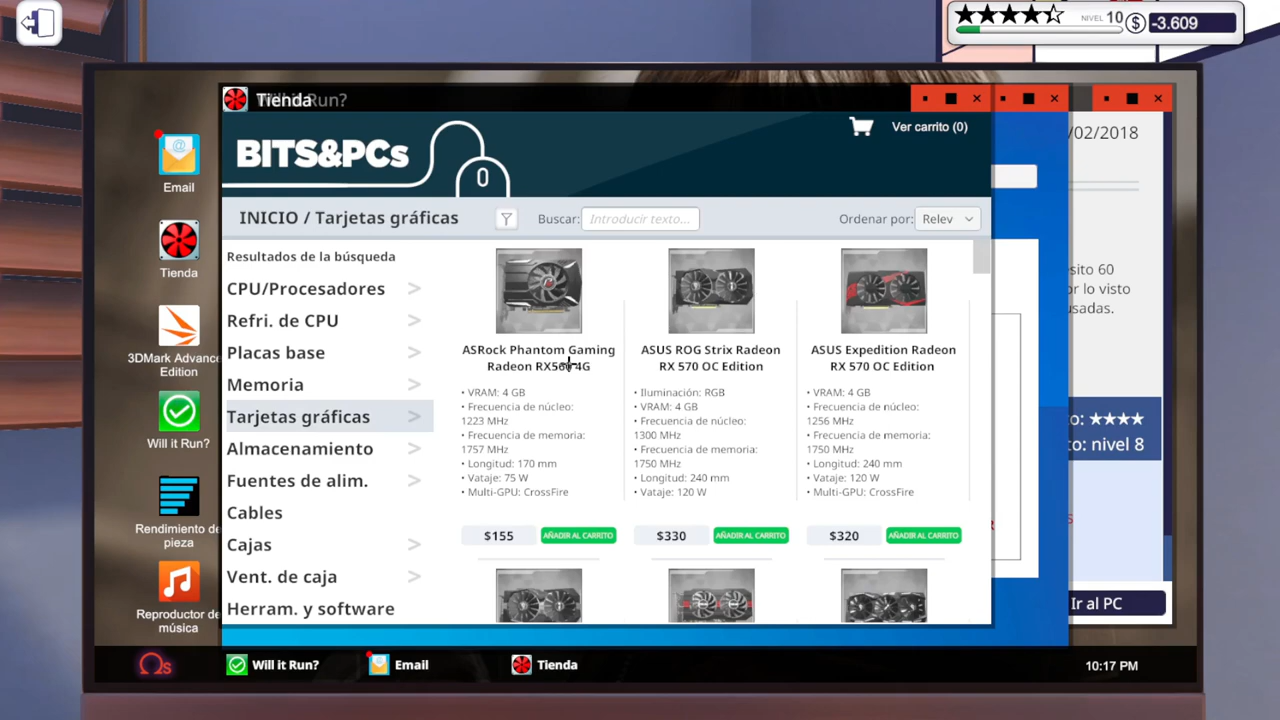 NIVEL 10
$ -3.609
Tienda
Run?
/02/2018
BITS&PCs
Ver carrito (0)
INICIO / Tarjetas gráficas
Buscar: Introducir texto...
Ordenar por: Relev
Email
Tienda
3DMark Advance
Edition
Will it Run?
Rendimiento de
pieza
Reproductor de
música
Resultados de la búsqueda
CPU/Procesadores >
Refri. de CPU >
Placas base >
Memoria >
Tarjetas gráficas >
Almacenamiento >
Fuentes de alim. >
Cables
Cajas >
Vent. de caja >
Herram. y software
ASRock Phantom Gaming
Radeon RX560 4G
• VRAM: 4 GB
• Frecuencia de núcleo:
1223 MHz
• Frecuencia de memoria:
1757 MHz
• Longitud: 170 mm
• Vataje: 75 W
• Multi-GPU: CrossFire
$155 AÑADIR AL CARRITO
ASUS ROG Strix Radeon
RX 570 OC Edition
• Iluminación: RGB
• VRAM: 4 GB
• Frecuencia de núcleo:
1300 MHz
• Frecuencia de memoria:
1750 MHz
• Longitud: 240 mm
• Vataje: 120 W
$330 AÑADIR AL CARRITO
ASUS Expedition Radeon
RX 570 OC Edition
• VRAM: 4 GB
• Frecuencia de núcleo:
1256 MHz
• Frecuencia de memoria:
1750 MHz
• Longitud: 240 mm
• Vataje: 120 W
• Multi-GPU: CrossFire
$320 AÑADIR AL CARRITO
sito 60
or lo visto
usadas.
o: ★★★★
to: nivel 8
Ir al PC
Ωs
Will it Run?
Email
Tienda
10:17 PM